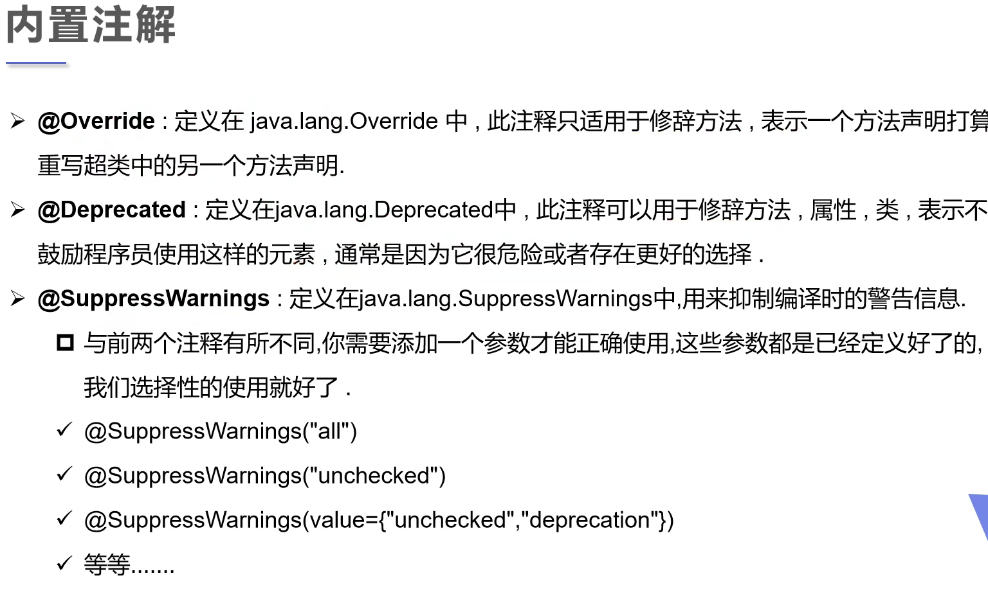 内置注解
➢ @Override : 定义在 java.lang.Override 中 , 此注释只适用于修辞方法 , 表示一个方法声明打算
重写超类中的另一个方法声明.
➢ @Deprecated : 定义在java.lang.Deprecated中 , 此注释可以用于修辞方法 , 属性 , 类 , 表示不
鼓励程序员使用这样的元素 , 通常是因为它很危险或者存在更好的选择 .
➢ @SuppressWarnings : 定义在java.lang.SuppressWarnings中,用来抑制编译时的警告信息.
❑ 与前两个注释有所不同,你需要添加一个参数才能正确使用,这些参数都是已经定义好了的,
我们选择性的使用就好了 .
✓ @SuppressWarnings("all")
✓ @SuppressWarnings("unchecked")
✓ @SuppressWarnings(value={"unchecked","deprecation"})
✓ 等等.......